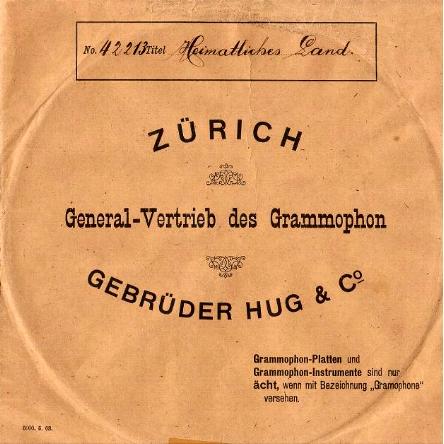 No. 42213 Titel Heimatliches Land.
ZÜRICH
General-Vertrieb des Grammophon
GEBRÜDER HUG & Co
Grammophon-Platten und
Grammophon-Instrumente sind nur
ächt, wenn mit Bezeichnung „Gramophone"
versehen.